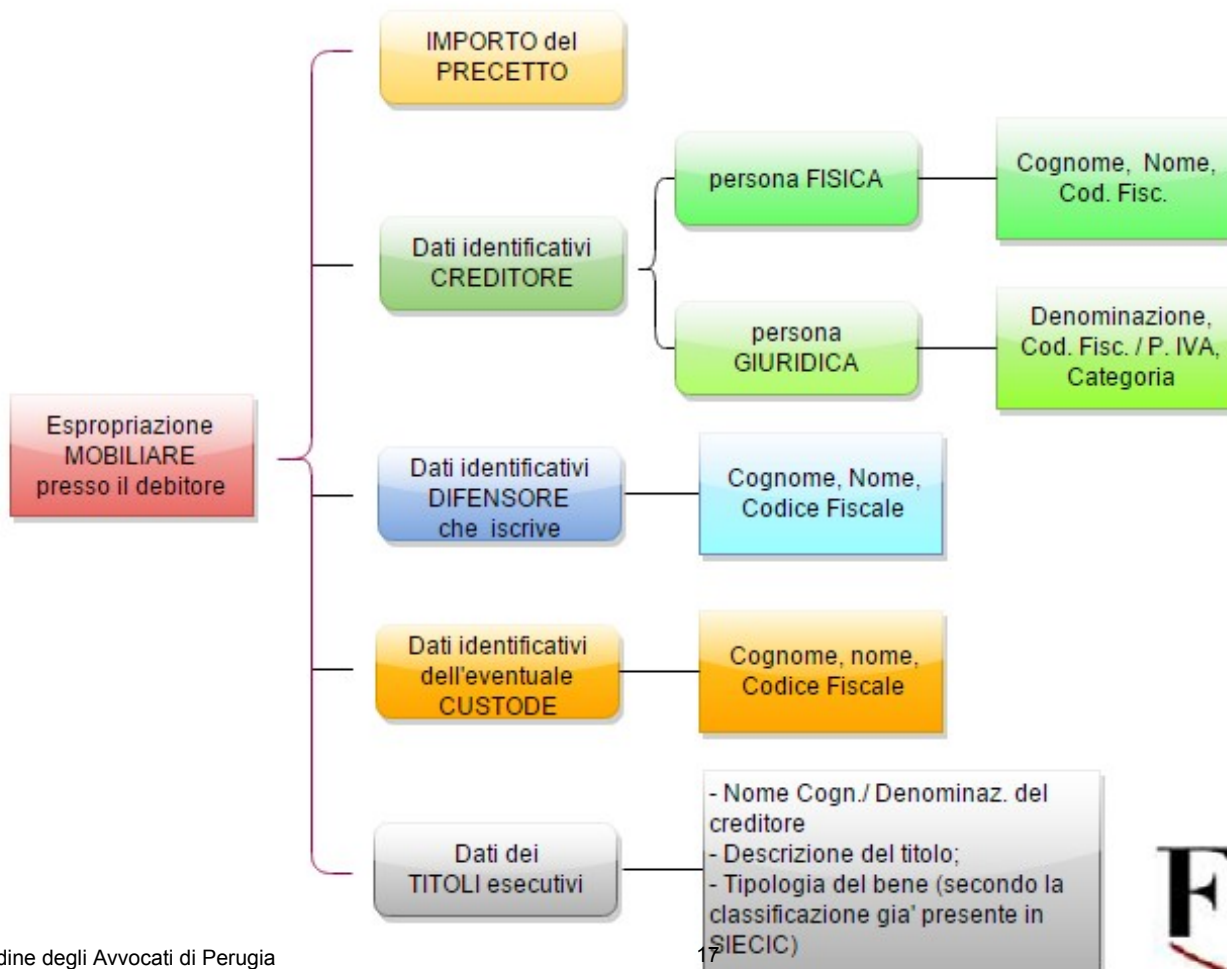 IMPORTO del
PRECETTO
persona FISICA
Cognome, Nome,
Cod. Fisc.
Dati identificativi
CREDITORE
persona
GIURIDICA
Denominazione,
Cod. Fisc. / P. IVA,
Categoria
Espropriazione
MOBILIARE
presso il debitore
Dati identificativi
DIFENSORE
che iscrive
Cognome, Nome,
Codice Fiscale
Dati identificativi
dell'eventuale
CUSTODE
Cognome, nome,
Codice Fiscale
Dati dei
TITOLI esecutivi
- Nome Cogn./ Denominaz. del
creditore
- Descrizione del titolo;
- Tipologia del bene (secondo la
classificazione gia' presente in
SIECIC)
dine degli Avvocati di Perugia
17
F